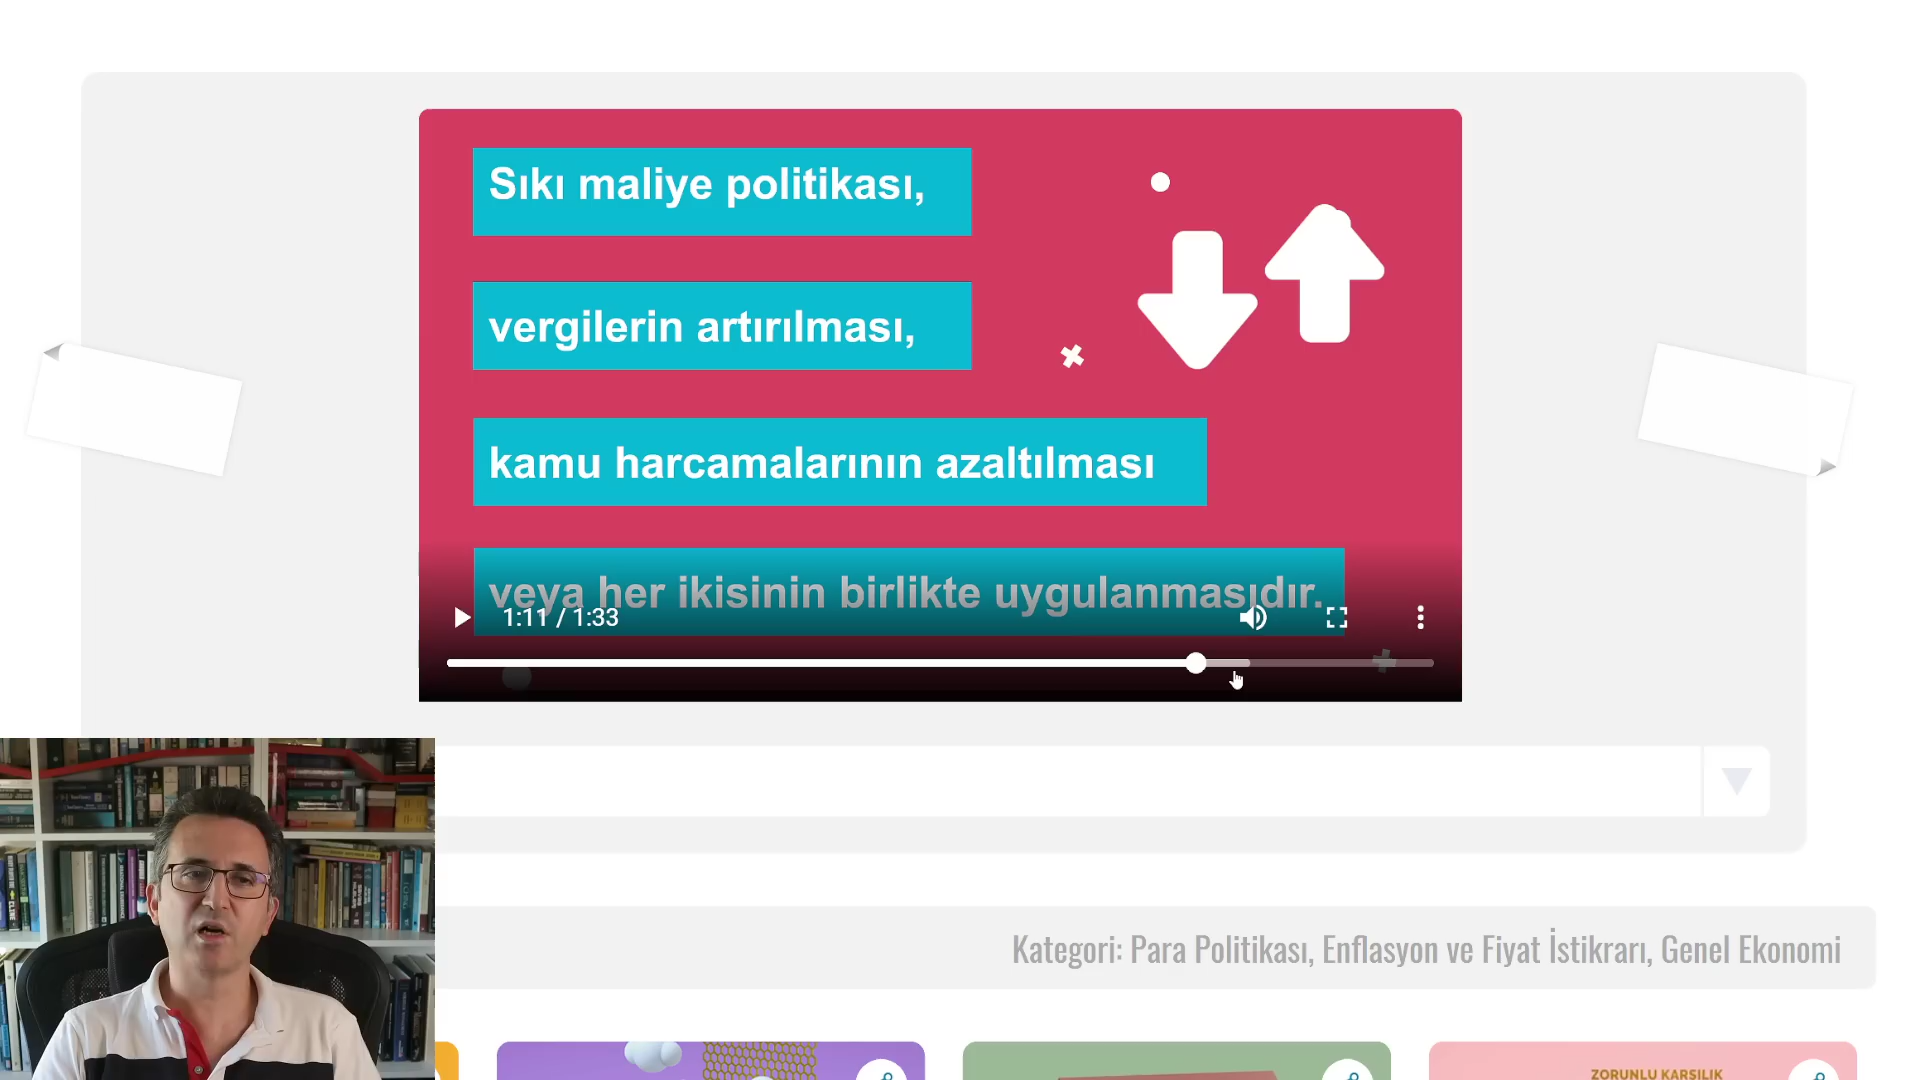 Sıkı maliye politikası,
vergilerin artırılması,
kamu harcamalarının azaltılması
veya her ikisinin birlikte uygulanmasıdır.
1:11 / 1:33
Kategori: Para Politikası, Enflasyon ve Fiyat İstikrarı, Genel Ekonomi
ZORUNLU KARŞILIK